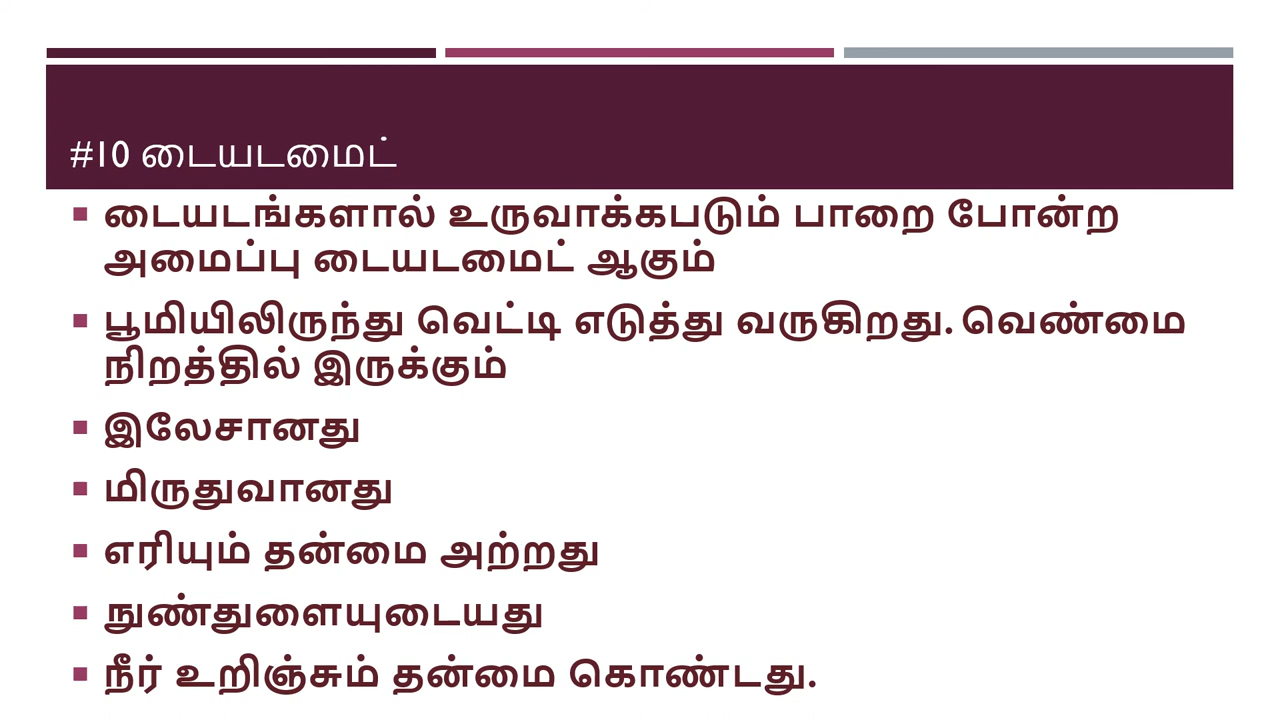 #10 டையடமைட்
டையடங்களால் உருவாக்கபடும் பாறை போன்ற
அமைப்பு டையடமைட் ஆகும்
பூமியிலிருந்து வெட்டி எடுத்து வருகிறது. வெண்மை
நிறத்தில் இருக்கும்
இலேசானது
மிருதுவானது
எரியும் தன்மை அற்றது
நுண்துளையுடையது
நீர் உறிஞ்சும் தன்மை கொண்டது.